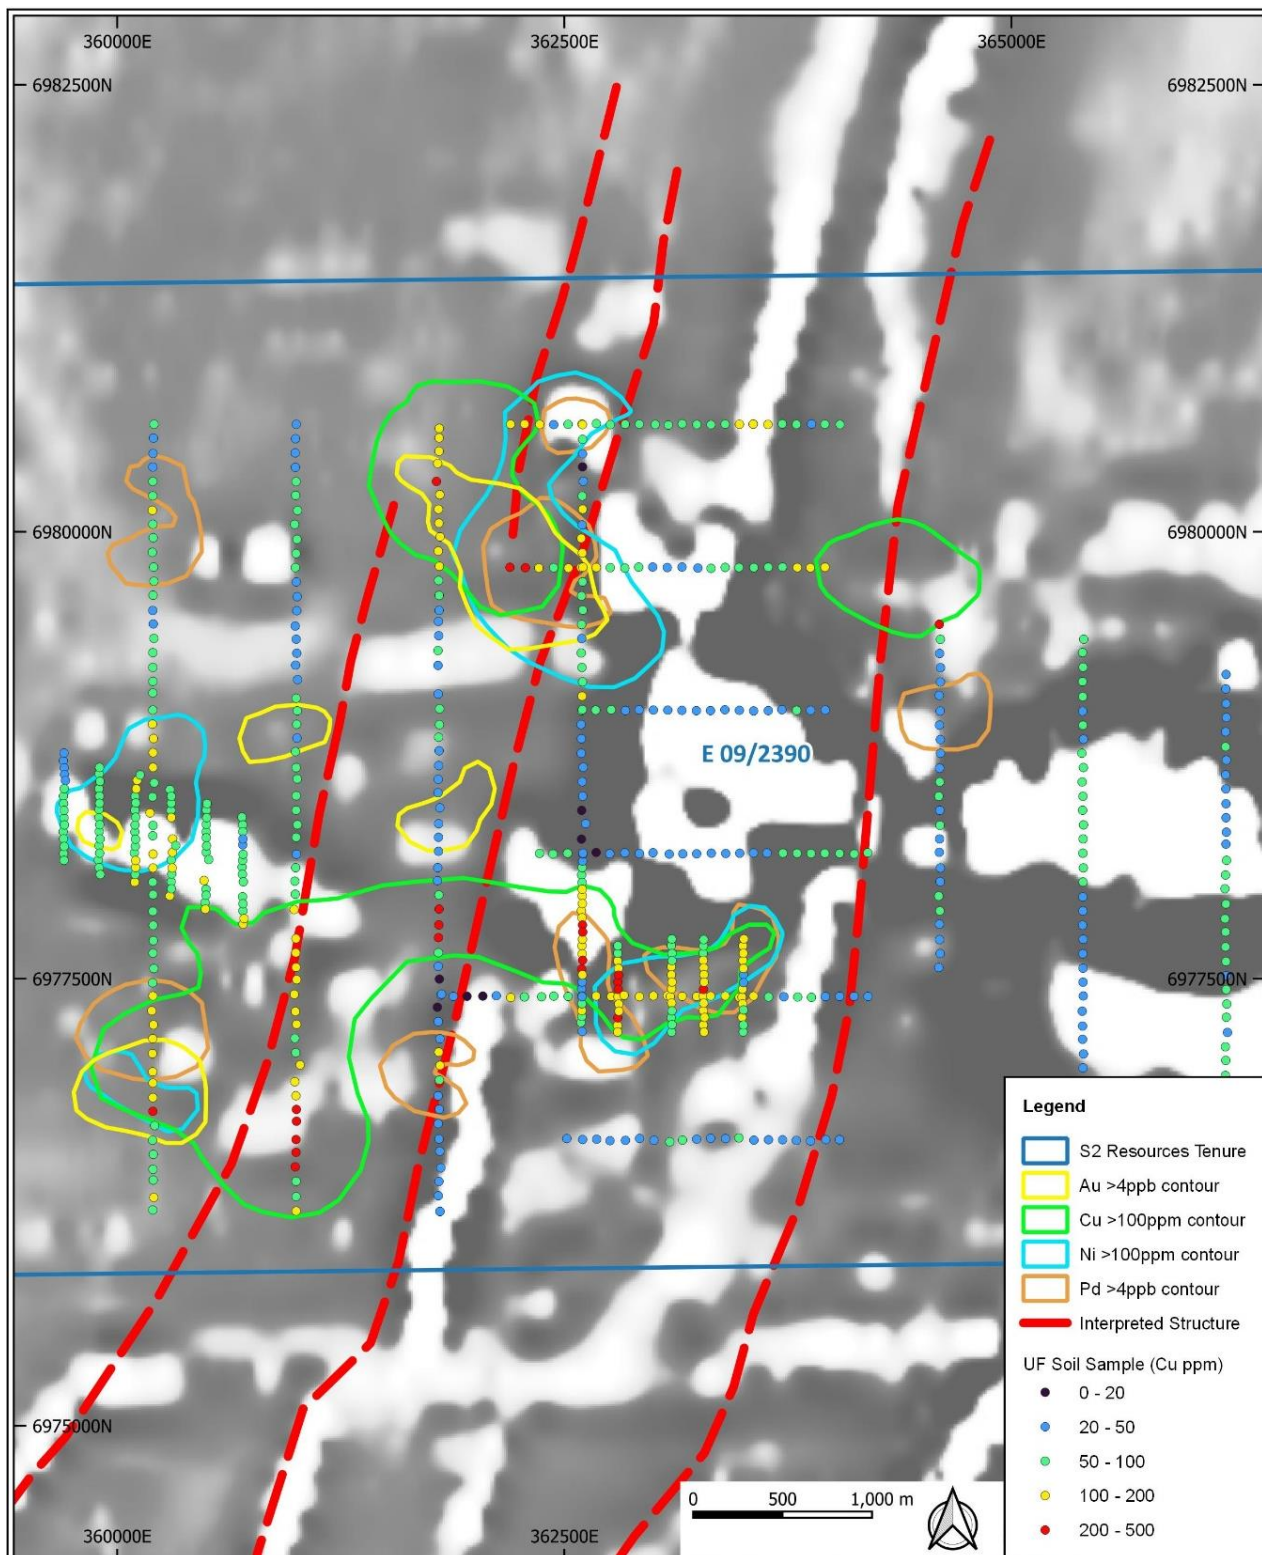 360000E
362500E
365000E
6982500N
6982500N
6980000N
6980000N
E 09/2390
6977500N
6977500N
Legend
S2 Resources Tenure
Au >4ppb contour
Cu >100ppm contour
Ni >100ppm contour
Pd >4ppb contour
Interpreted Structure
UF Soil Sample (Cu ppm)
0 - 20
20 - 50
50 - 100
100 - 200
200 - 500
6975000N
0 500 1,000 m
360000E
362500E